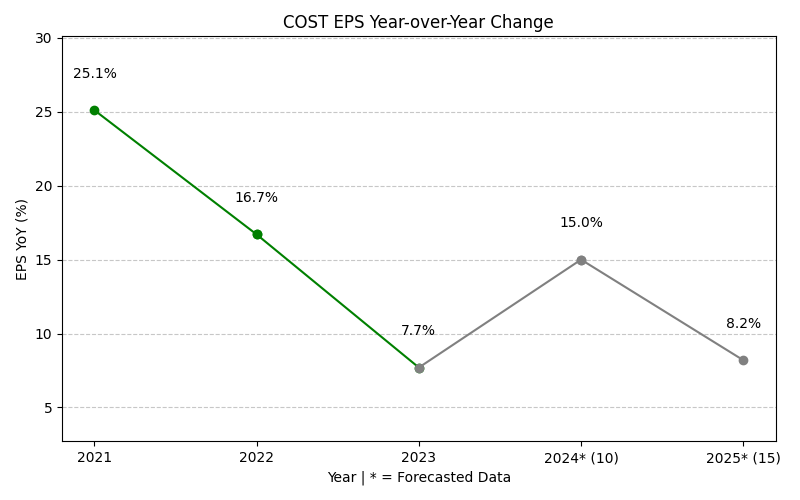 COST EPS Year-over-Year Change
30
25.1%
25
16.7%
20
15.0%
15
7.7%
8.2%
10
5
EPS YoY (%)
2021 2022 2023 2024* (10) 2025* (15)
Year | * = Forecasted Data